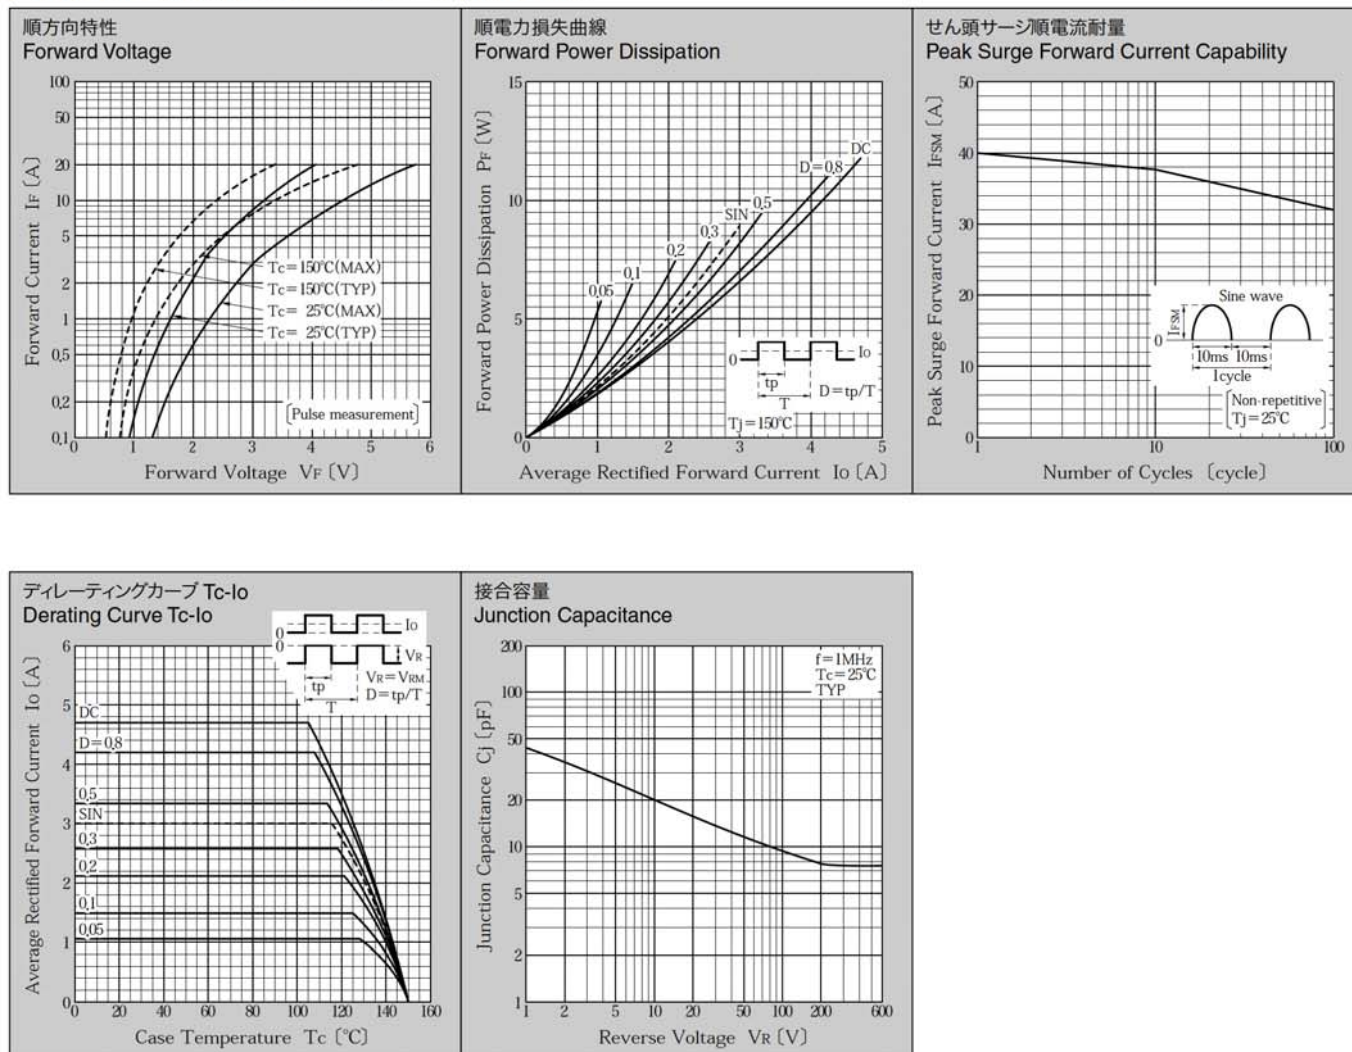 順方向特性
Forward Voltage
Forward Current IF〔A〕
100
50
20
10
5
2
1
0.5
0.2
0.1
Tc=150℃(MAX)
Tc=150℃(TYP)
Tc= 25℃(MAX)
Tc= 25℃(TYP)
〔Pulse measurement〕
0 1 2 3 4 5 6
Forward Voltage VF〔V〕
順電力損失曲線
Forward Power Dissipation
Forward Power Dissipation PF〔W〕
15
10
5
0
DC
D=0.8
0.5
SIN
0.3
0.2
0.1
0.05
0
Io
tp
T
D=tp/T
Tj=150℃
0 1 2 3 4 5
Average Rectified Forward Current Io〔A〕
せん頭サージ順電流耐量
Peak Surge Forward Current Capability
Peak Surge Forward Current IFSM〔A〕
50
40
30
20
10
0
Sine wave
IFSM
0
10ms 10ms
1cycle
〔Non-repetitive
Tj=25℃〕
1 10 100
Number of Cycles 〔cycle〕
ディレーティングカーブ Tc-Io
Derating Curve Tc-Io
Average Rectified Forward Current Io〔A〕
0
Io
0
VR
tp
VR=VRM
D=tp/T
T
6
5
4
3
2
1
0
DC
D=0.8
0.5
SIN
0.3
0.2
0.1
0.05
0 20 40 60 80 100 120 140 160
Case Temperature Tc〔℃〕
接合容量
Junction Capacitance
Junction Capacitance Cj〔pF〕
200
100
50
20
10
5
2
1
f=1MHz
Tc=25℃
TYP
1 2 5 10 20 50 100 200 600
Reverse Voltage VR〔V〕